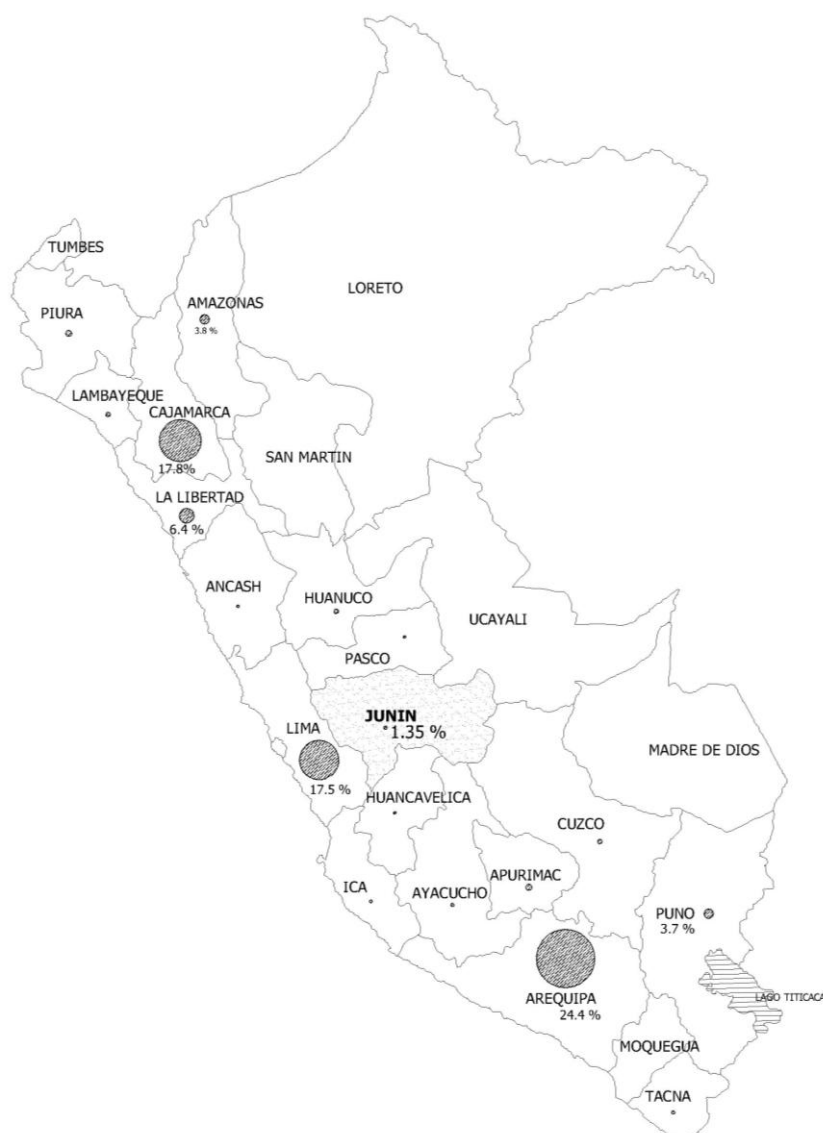 TUMBES
PIURA
AMAZONAS
3.8 %
LORETO
LAMBAYEQUE
CAJAMARCA
17.8%
SAN MARTIN
LA LIBERTAD
6.4 %
ANCASH
HUANUCO
UCAYALI
PASCO
JUNIN
1.35 %
LIMA
17.5 %
MADRE DE DIOS
HUANCAVELICA
CUZCO
APURIMAC
ICA
AYACUCHO
PUNO
3.7 %
AREQUIPA
24.4 %
LAGO TITICACA
MOQUEGUA
TACNA